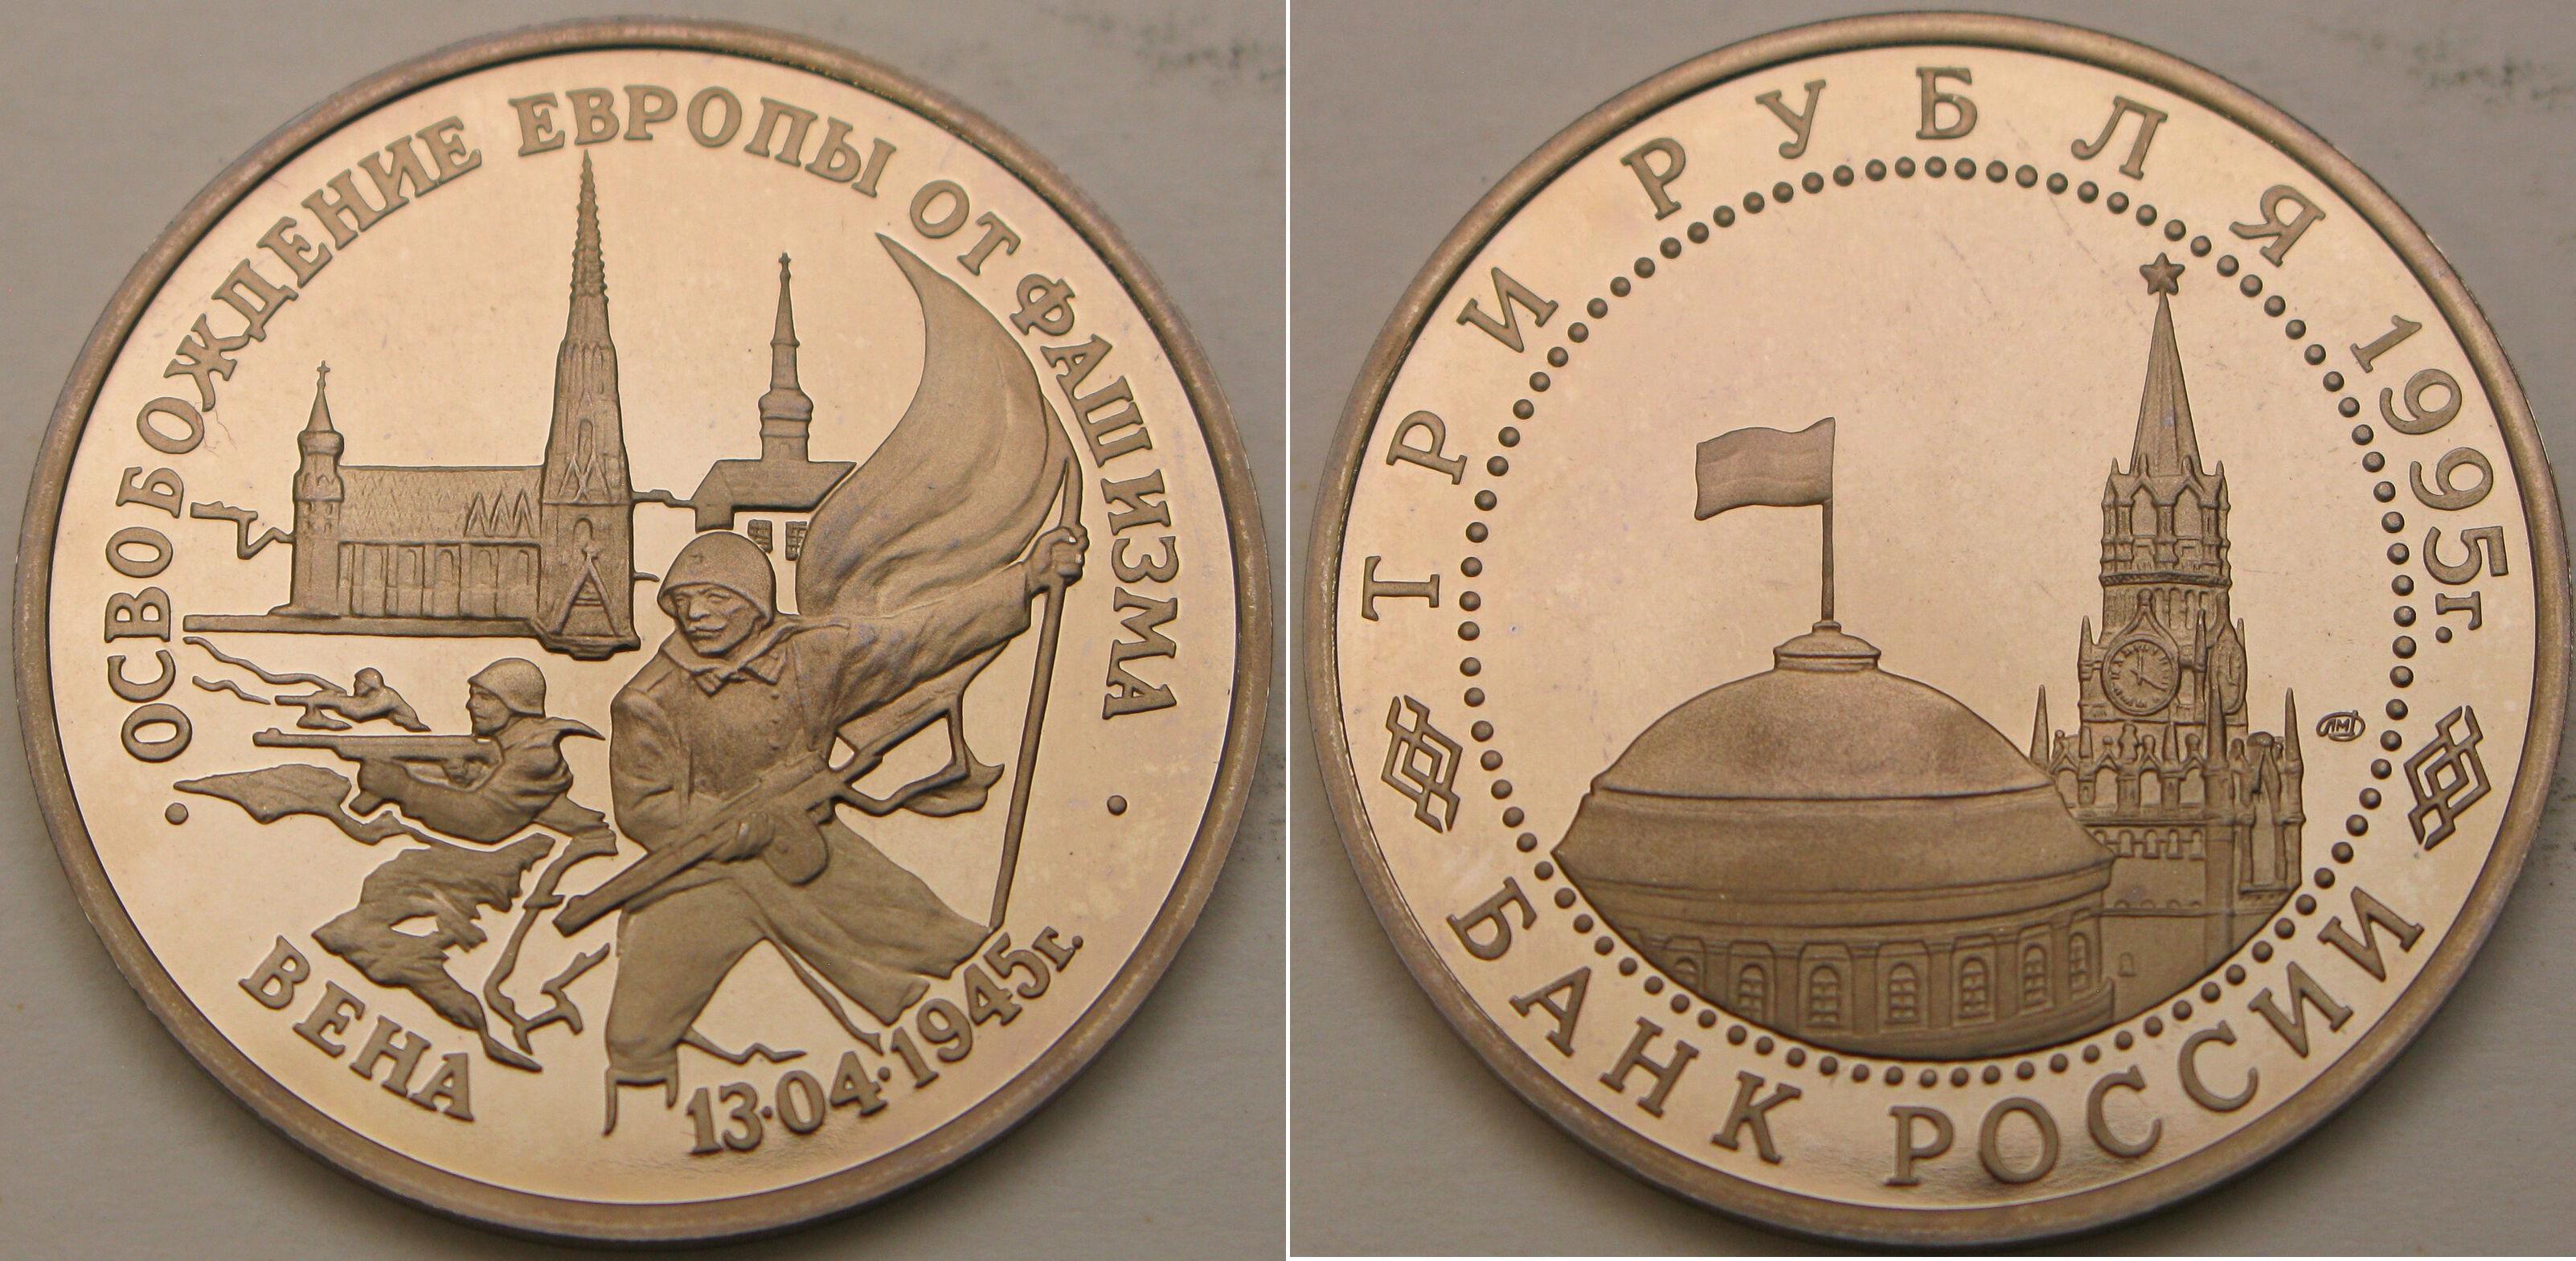 ОСВОБОЖДЕНИЕ ЕВРОПЫ ОТ ФАШИЗМА
ВЕНА
13·04·1945г.
ТРИ РУБЛЯ 1995г.
ЛМД
БАНК РОССИИ